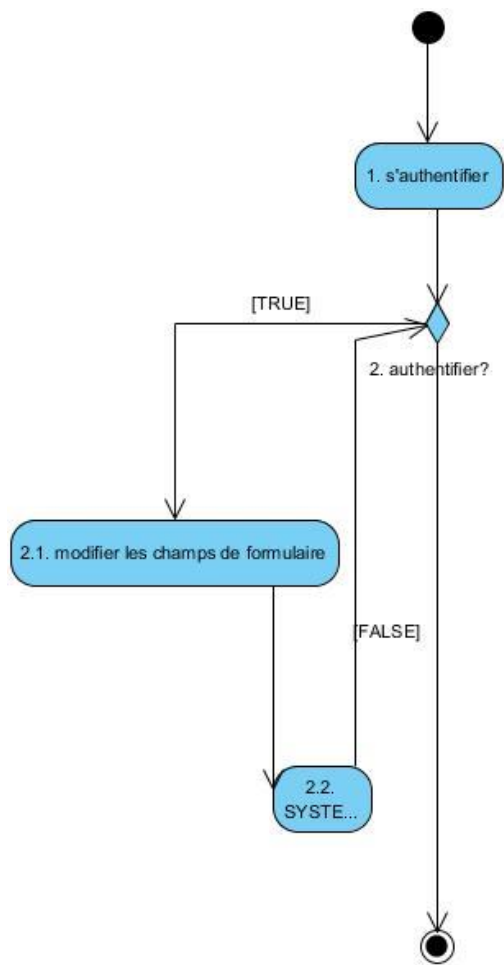 1. s'authentifier
[TRUE]
2. authentifier?
2.1. modifier les champs de formulaire
[FALSE]
2.2.
SYSTE...